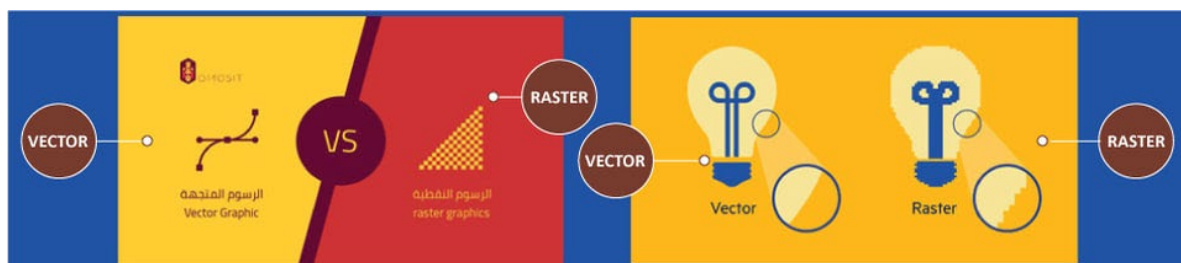 OMOSIT
VECTOR
VS
RASTER
الرسوم المتجهة
Vector Graphic
الرسوم النقطية
raster graphics
VECTOR
Vector
Raster
RASTER